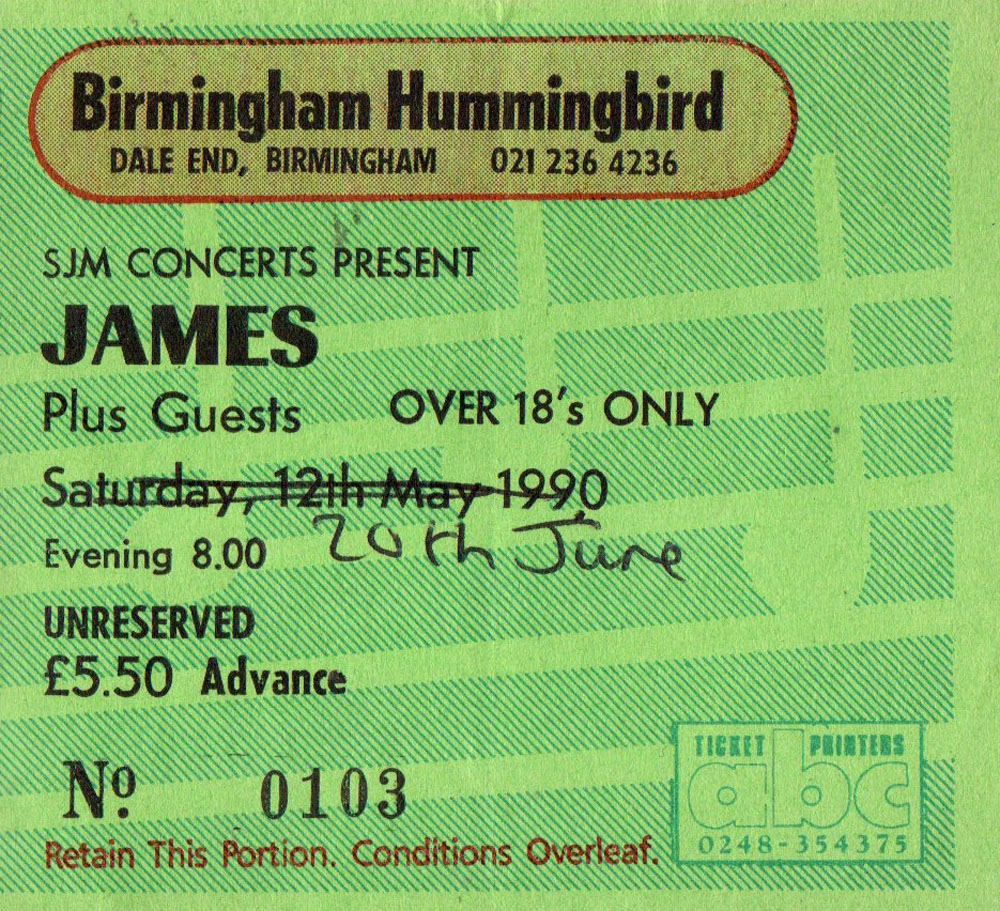 Birmingham Hummingbird
DALE END, BIRMINGHAM 021 236 4236
SJM CONCERTS PRESENT
JAMES
Plus Guests OVER 18's ONLY
Saturday, 12th May 1990
20th June
Evening 8.00
UNRESERVED
£5.50 Advance
Nº 0103
Retain This Portion. Conditions Overleaf.
TICKET PRINTERS
abc
0248-354375